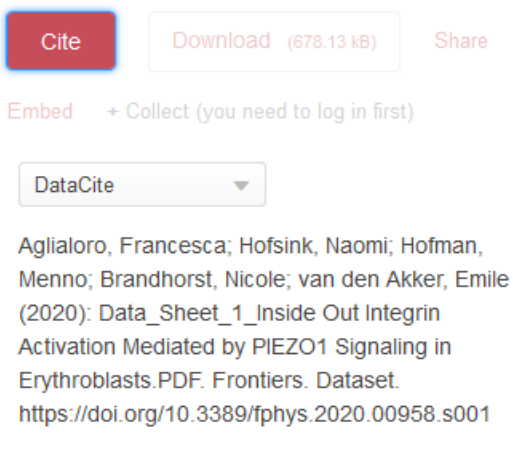 Cite Download (678.13 kB) Share
Embed + Collect (you need to log in first)
DataCite
Aglialoro, Francesca; Hofsink, Naomi; Hofman,
Menno; Brandhorst, Nicole; van den Akker, Emile
(2020): Data_Sheet_1_Inside Out Integrin
Activation Mediated by PIEZO1 Signaling in
Erythroblasts.PDF. Frontiers. Dataset.
https://doi.org/10.3389/fphys.2020.00958.s001